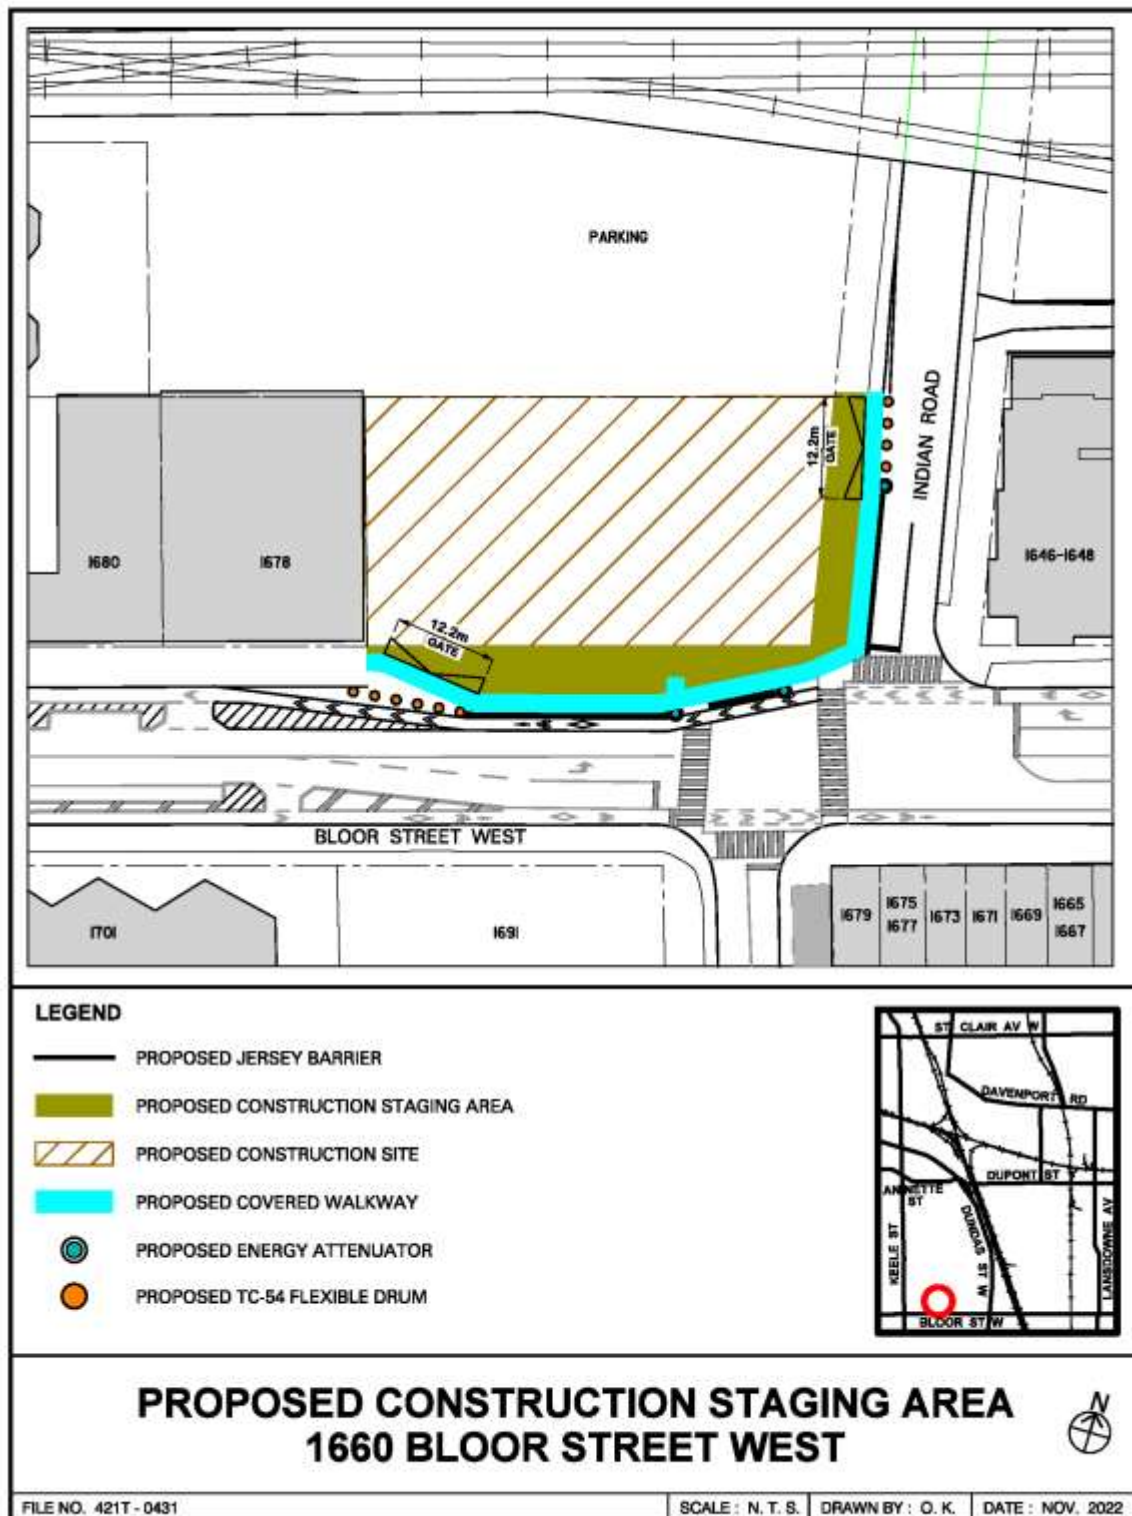 PARKING
INDIAN ROAD
12.2m
GATE
1680
1678
1646-1648
12.2m
GATE
BLOOR STREET WEST
1701
1691
1679
1675
1677
1673
1671
1669
1665
1667
LEGEND
PROPOSED JERSEY BARRIER
PROPOSED CONSTRUCTION STAGING AREA
PROPOSED CONSTRUCTION SITE
PROPOSED COVERED WALKWAY
PROPOSED ENERGY ATTENUATOR
PROPOSED TC-54 FLEXIBLE DRUM
ST CLAIR AV W
DAVENPORT RD
DUPONT ST
ANNETTE
ST
KEELE ST
DUNDAS ST W
LANSDOWNE AV
BLOOR ST W
PROPOSED CONSTRUCTION STAGING AREA
1660 BLOOR STREET WEST
N
FILE NO. 421T - 0431
SCALE : N. T. S.
DRAWN BY : O. K.
DATE : NOV. 2022